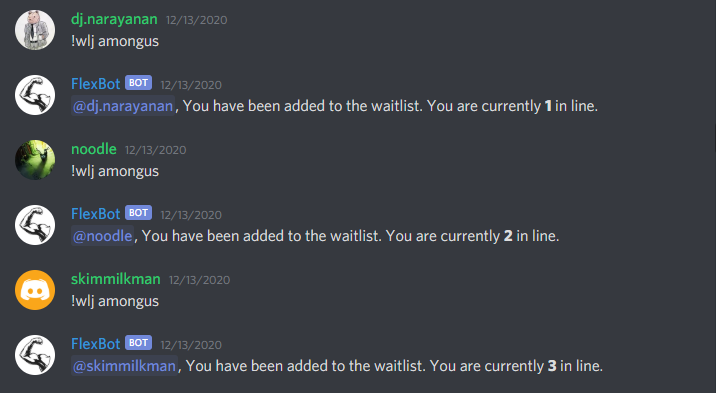 dj.narayanan 12/13/2020
!wlj amongus
FlexBot BOT 12/13/2020
@dj.narayanan, You have been added to the waitlist. You are currently 1 in line.
noodle 12/13/2020
!wlj amongus
FlexBot BOT 12/13/2020
@noodle, You have been added to the waitlist. You are currently 2 in line.
skimmilkman 12/13/2020
!wlj amongus
FlexBot BOT 12/13/2020
@skimmilkman, You have been added to the waitlist. You are currently 3 in line.